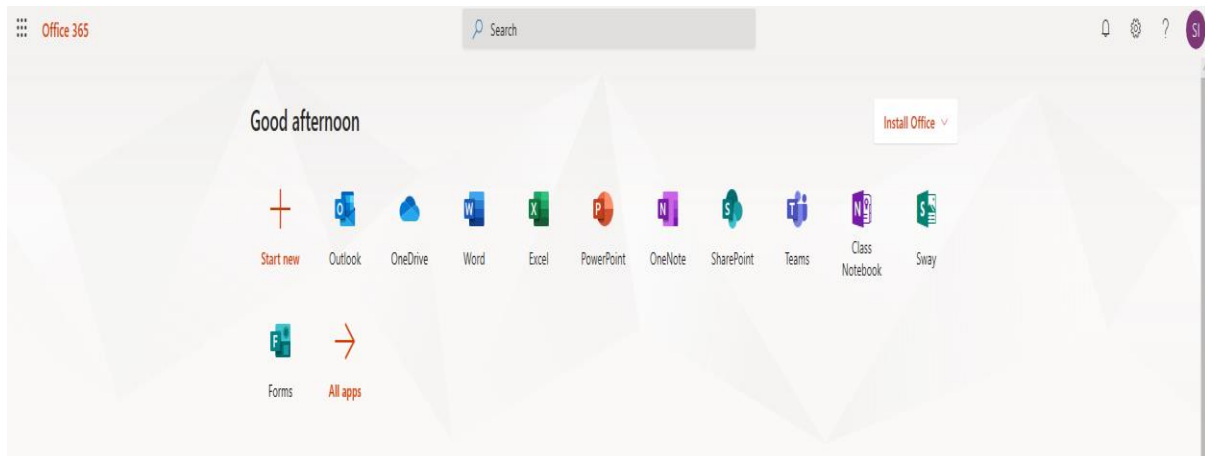 Office 365
Search
?
SI
Good afternoon
Install Office
Start new
Outlook
OneDrive
Word
Excel
PowerPoint
OneNote
SharePoint
Teams
Class
Notebook
Sway
Forms
All apps